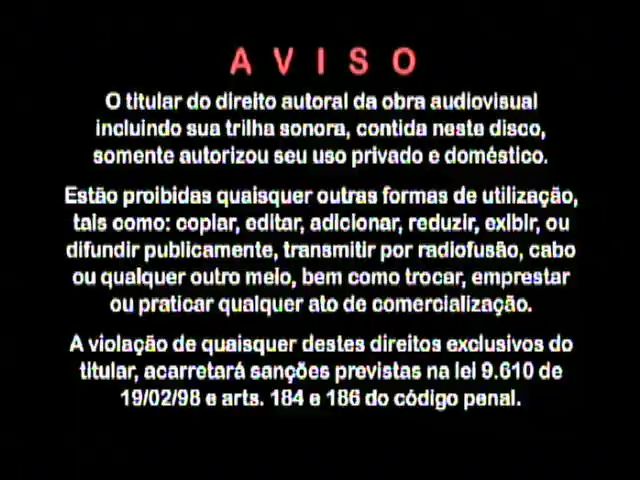 A V I S O
O titular do direito autoral da obra audiovisual
incluindo sua trilha sonora, contida neste disco,
somente autorizou seu uso privado e doméstico.
Estão proibidas quaisquer outras formas de utilização,
tais como: copiar, editar, adicionar, reduzir, exibir, ou
difundir publicamente, transmitir por radiofusão, cabo
ou qualquer outro meio, bem como trocar, emprestar
ou praticar qualquer ato de comercialização.
A violação de quaisquer destes direitos exclusivos do
titular, acarretará sanções previstas na lei 9.610 de
19/02/98 e arts. 184 e 186 do código penal.